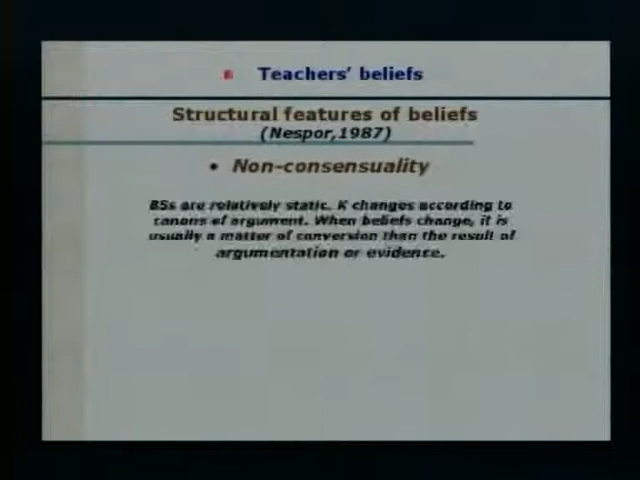 Teachers' beliefs
Structural features of beliefs
(Nespor,1987)
• Non-consensuality
BSs are relatively static. K changes according to
canons of argument. When beliefs change, it is
usually a matter of conversion than the result of
argumentation or evidence.